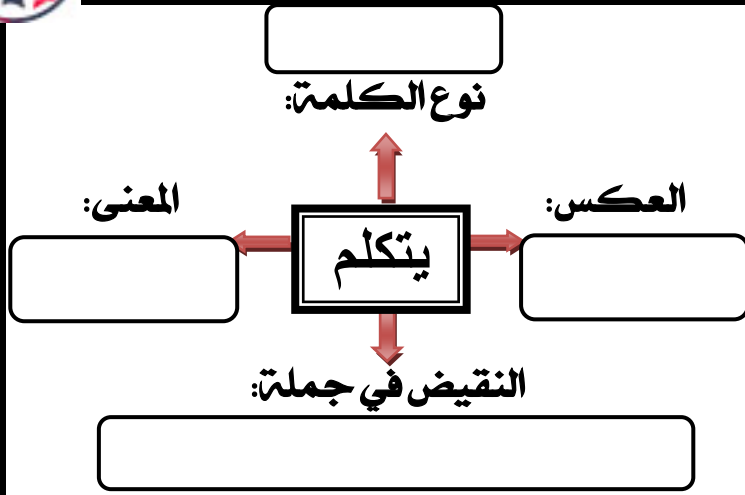 نوع الكلمة:
العكس:
المعنى:
يتكلم
النقيض في جملة: